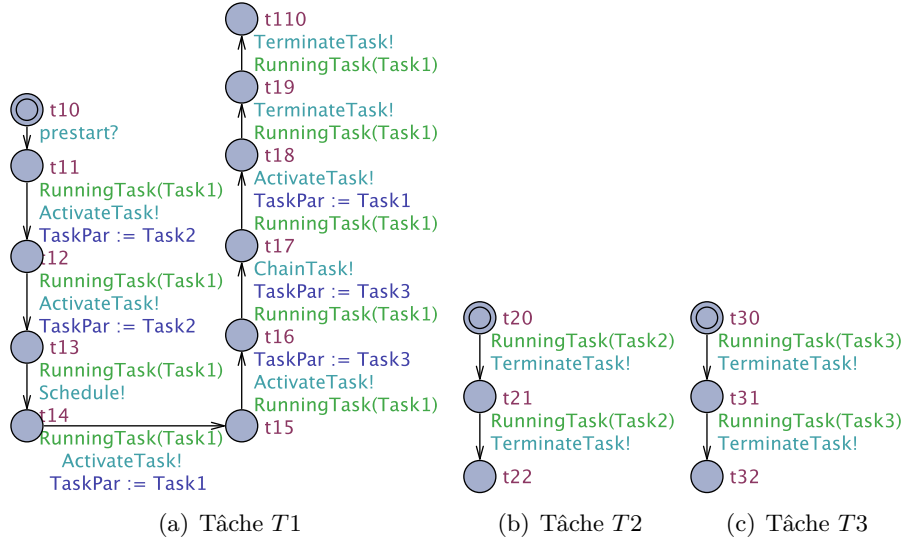 t10
prestart?
t11
RunningTask(Task1)
ActivateTask!
TaskPar := Task2
t12
RunningTask(Task1)
ActivateTask!
TaskPar := Task2
t13
RunningTask(Task1)
Schedule!
t14
RunningTask(Task1)
ActivateTask!
TaskPar := Task1
t110
TerminateTask!
RunningTask(Task1)
t19
TerminateTask!
RunningTask(Task1)
t18
ActivateTask!
TaskPar := Task1
RunningTask(Task1)
t17
ChainTask!
TaskPar := Task3
RunningTask(Task1)
t16
TaskPar := Task3
ActivateTask!
RunningTask(Task1)
t15
(a) Tâche T1
t20
RunningTask(Task2)
TerminateTask!
t21
RunningTask(Task2)
TerminateTask!
t22
(b) Tâche T2
t30
RunningTask(Task3)
TerminateTask!
t31
RunningTask(Task3)
TerminateTask!
t32
(c) Tâche T3